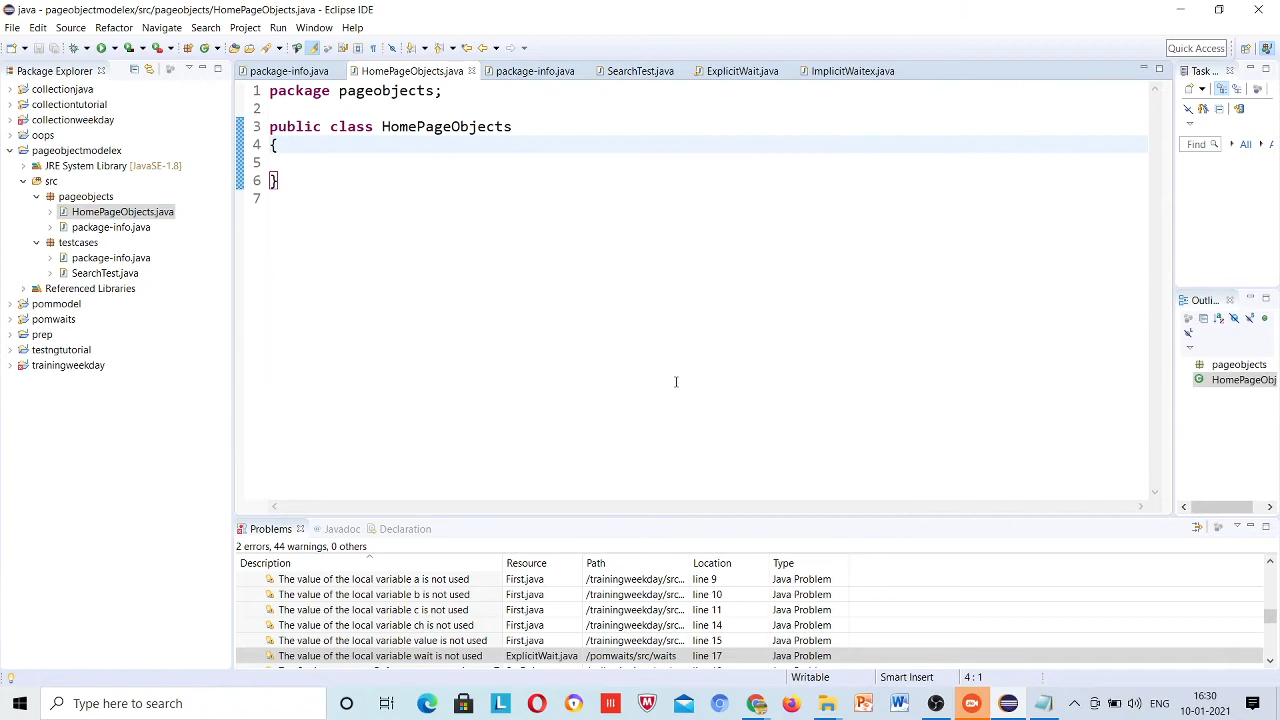 java - pageobjectmodelex/src/pageobjects/HomePageObjects.java - Eclipse IDE
File Edit Source Refactor Navigate Search Project Run Window Help
Quick Access
Package Explorer
package-info.java HomePageObjects.java package-info.java SearchTest.java ExplicitWait.java ImplicitWaitex.java
Task
collectionjava
collectiontutorial
collectionweekday
oops
pageobjectmodelex
JRE System Library [JavaSE-1.8]
src
pageobjects
HomePageObjects.java
package-info.java
testcases
package-info.java
SearchTest.java
Referenced Libraries
pommodel
pomwaits
prep
testngtutorial
trainingweekday
1 package pageobjects;
2
3 public class HomePageObjects
4 {
5
6 }
7
Find All A
Outli...
pageobjects
HomePageObj
Problems Javadoc Declaration
2 errors, 44 warnings, 0 others
Description Resource Path Location Type
The value of the local variable a is not used First.java /trainingweekday/src... line 9 Java Problem
The value of the local variable b is not used First.java /trainingweekday/src... line 10 Java Problem
The value of the local variable c is not used First.java /trainingweekday/src... line 11 Java Problem
The value of the local variable ch is not used First.java /trainingweekday/src... line 14 Java Problem
The value of the local variable value is not used First.java /trainingweekday/src... line 15 Java Problem
The value of the local variable wait is not used ExplicitWait.java /pomwaits/src/waits line 17 Java Problem
Writable Smart Insert 4 : 1
Type here to search
ENG
16:30
10-01-2021